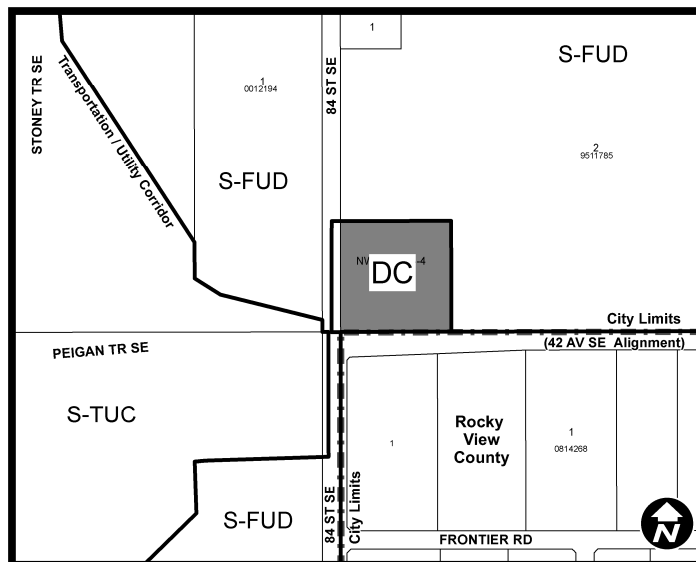 1
S-FUD
STONEY TR SE
Transportation / Utility Corridor
1
0012194
84 ST SE
2
9511785
S-FUD
DC
-4
City Limits
(42 AV SE Alignment)
PEIGAN TR SE
S-TUC
Rocky
View
County
1
1
0814268
S-FUD
84 ST SE
City Limits
FRONTIER RD
N